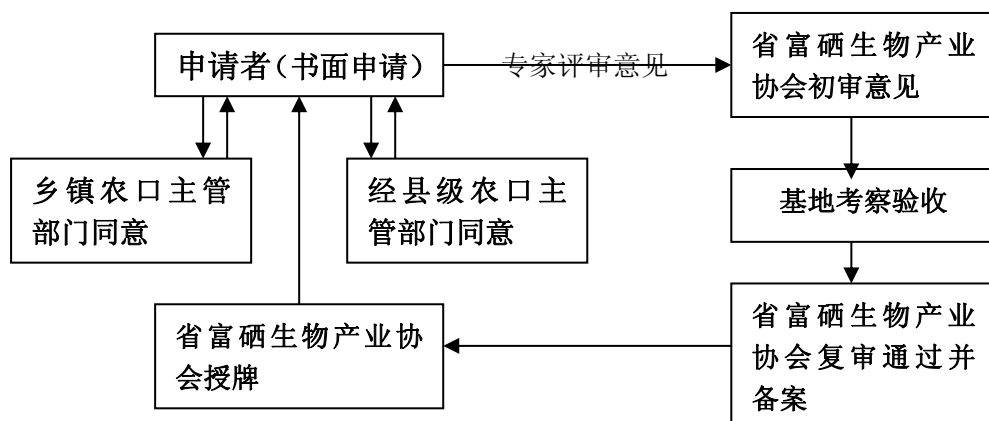 申请者（书面申请）
专家评审意见
省富硒生物产业
协会初审意见
乡镇农口主管
部门同意
经县级农口主
管部门同意
基地考察验收
省富硒生物产业协
会授牌
省富硒生物产业
协会复审通过并
备案